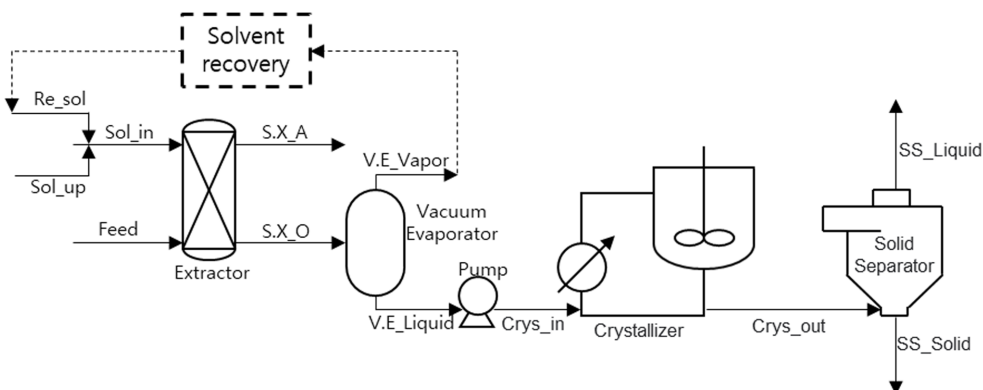 Solvent
recovery
Re_sol
Sol_in
S.X_A
Sol_up
V.E_Vapor
SS_Liquid
Feed
S.X_O
Vacuum
Evaporator
Solid
Separator
Extractor
Pump
V.E_Liquid
Crys_in
Crystallizer
Crys_out
SS_Solid